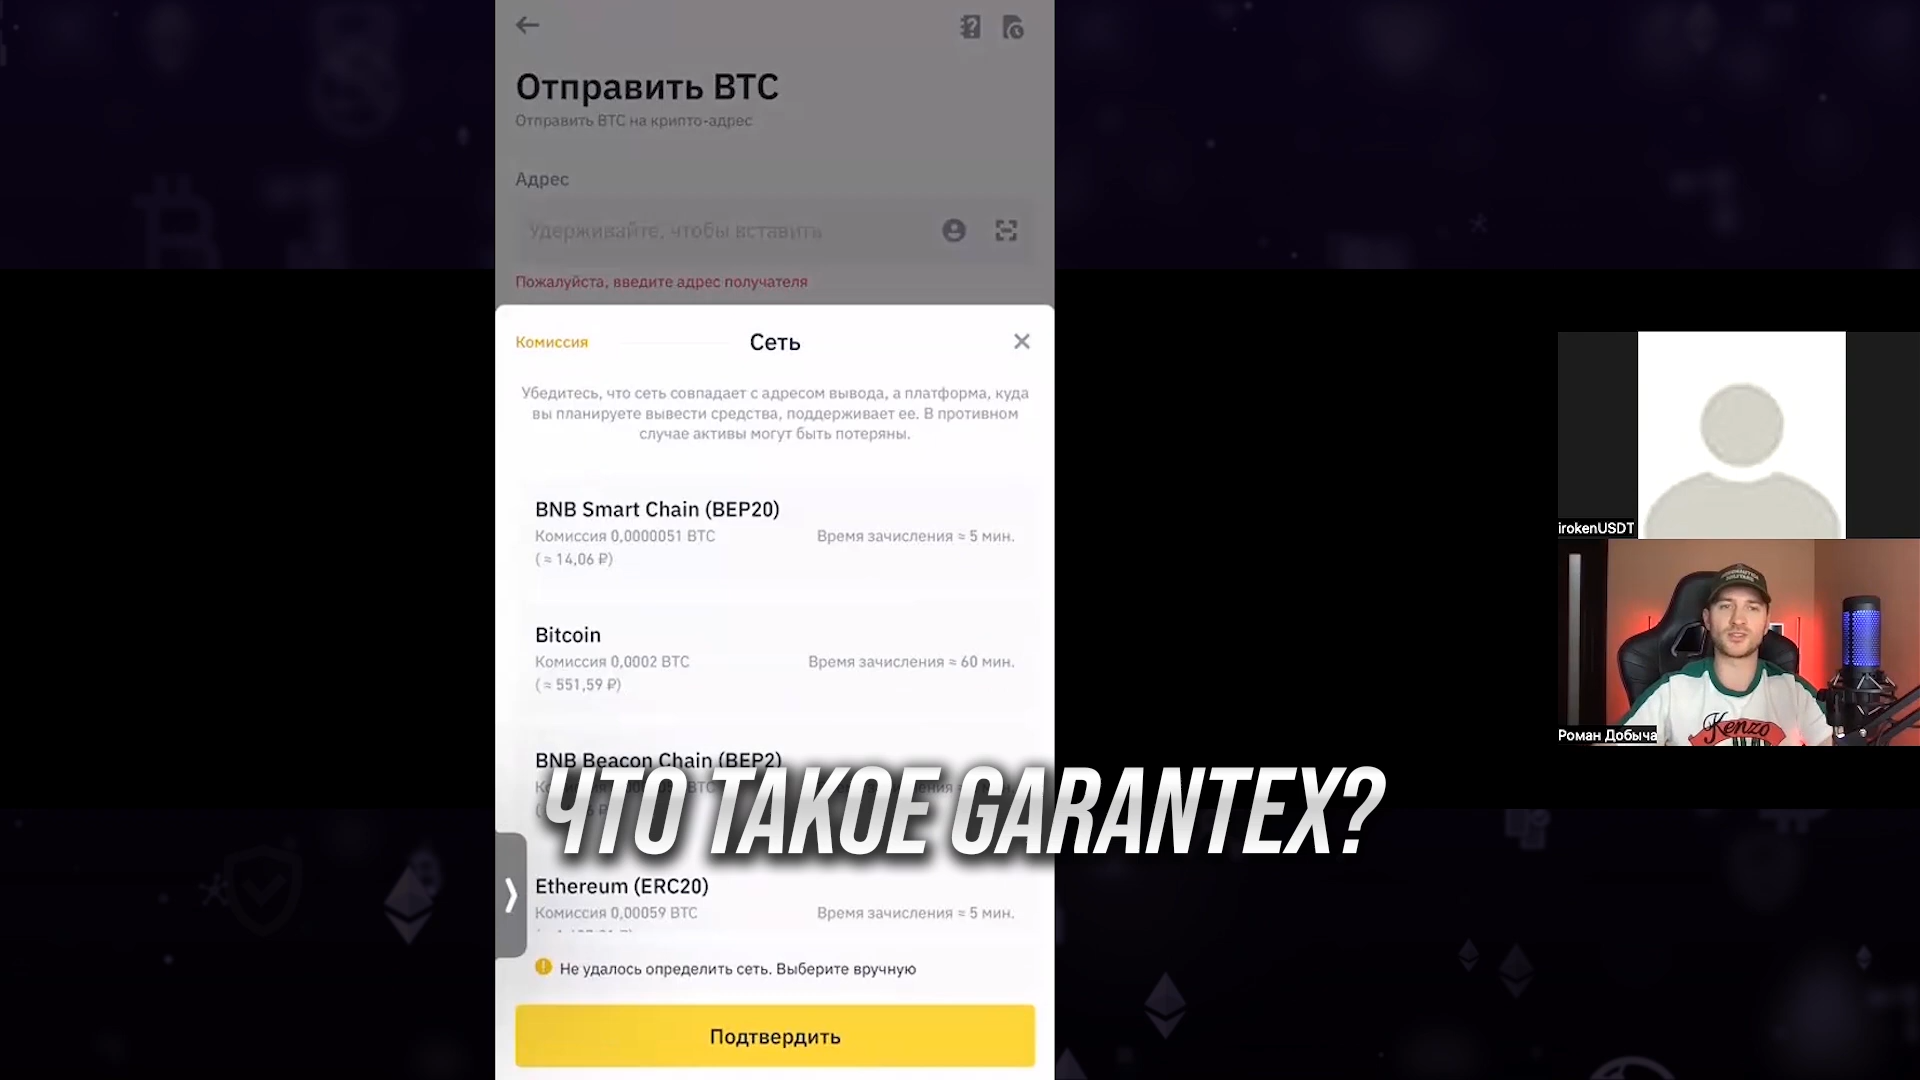 Отправить BTC
Отправить BTC на крипто-адрес
Адрес
Удерживайте, чтобы вставить
Пожалуйста, введите адрес получателя
Комиссия
Сеть
Убедитесь, что сеть совпадает с адресом вывода, а платформа, куда
вы планируете вывести средства, поддерживает ее. В противном
случае активы могут быть потеряны.
BNB Smart Chain (BEP20)
Комиссия 0,0000051 BTC
Время зачисления ≈ 5 мин.
(≈ 14,06 ₽)
Bitcoin
Комиссия 0,0002 BTC
Время зачисления ≈ 60 мин.
(≈ 551,59 ₽)
BNB Beacon Chain (BEP2)
ЧТО ТАКОЕ GARANTEX?
Ethereum (ERC20)
Комиссия 0,00059 BTC
Время зачисления ≈ 5 мин.
Не удалось определить сеть. Выберите вручную
Подтвердить
irokenUSDT
Kenzo
Роман Добыча